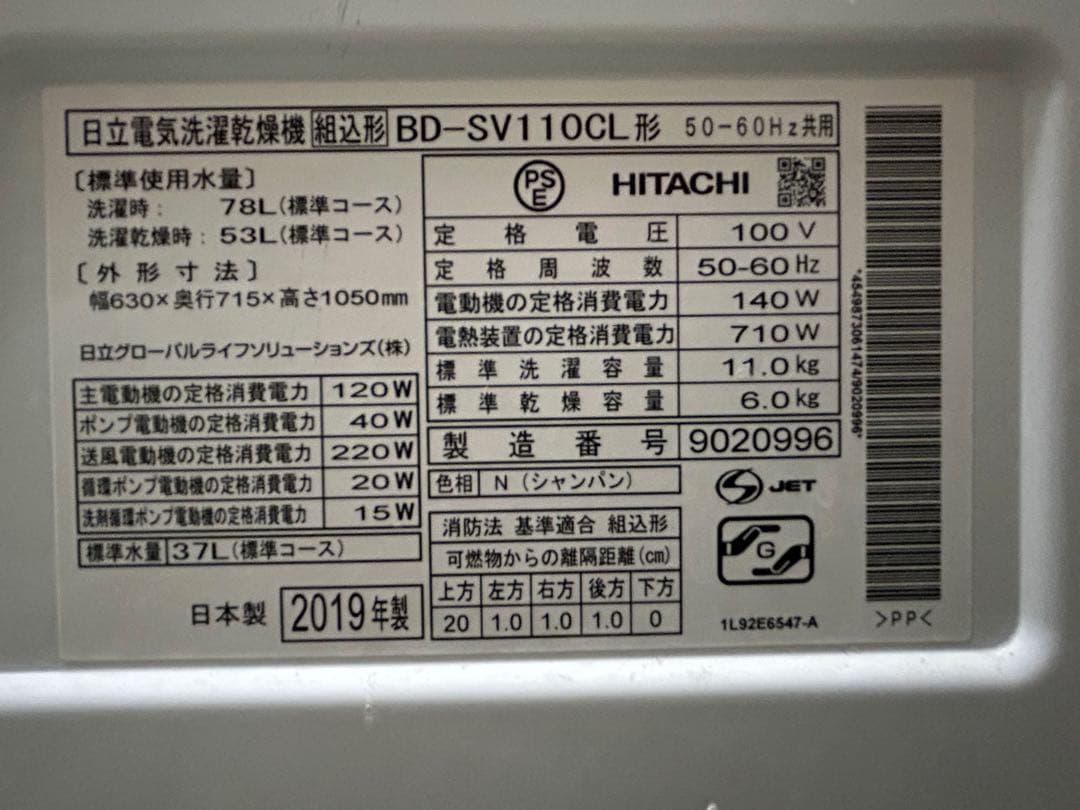 日立電気洗濯乾燥機 組込形 BD-SV110CL形 50-60Hz共用
〔標準使用水量〕
洗濯時: 78L(標準コース)
洗濯乾燥時: 53L(標準コース)
〔外形寸法〕
幅630×奥行715×高さ1050mm
日立グローバルライフソリューションズ(株)
主電動機の定格消費電力 120W
ポンプ電動機の定格消費電力 40W
送風電動機の定格消費電力 220W
循環ポンプ電動機の定格消費電力 20W
洗剤循環ポンプ電動機の定格消費電力 15W
標準水量 37L(標準コース)
日本製 2019年製
PSE HITACHI
定格電圧 100V
定格周波数 50-60Hz
電動機の定格消費電力 140W
電熱装置の定格消費電力 710W
標準洗濯容量 11.0kg
標準乾燥容量 6.0kg
製造番号 9020996
色相 N (シャンパン)
消防法 基準適合 組込形
可燃物からの離隔距離(cm)
上方 左方 右方 後方 下方
20 1.0 1.0 1.0 0
S JET
G
1L92E6547-A
*4549873061474902099​6*
>PP<